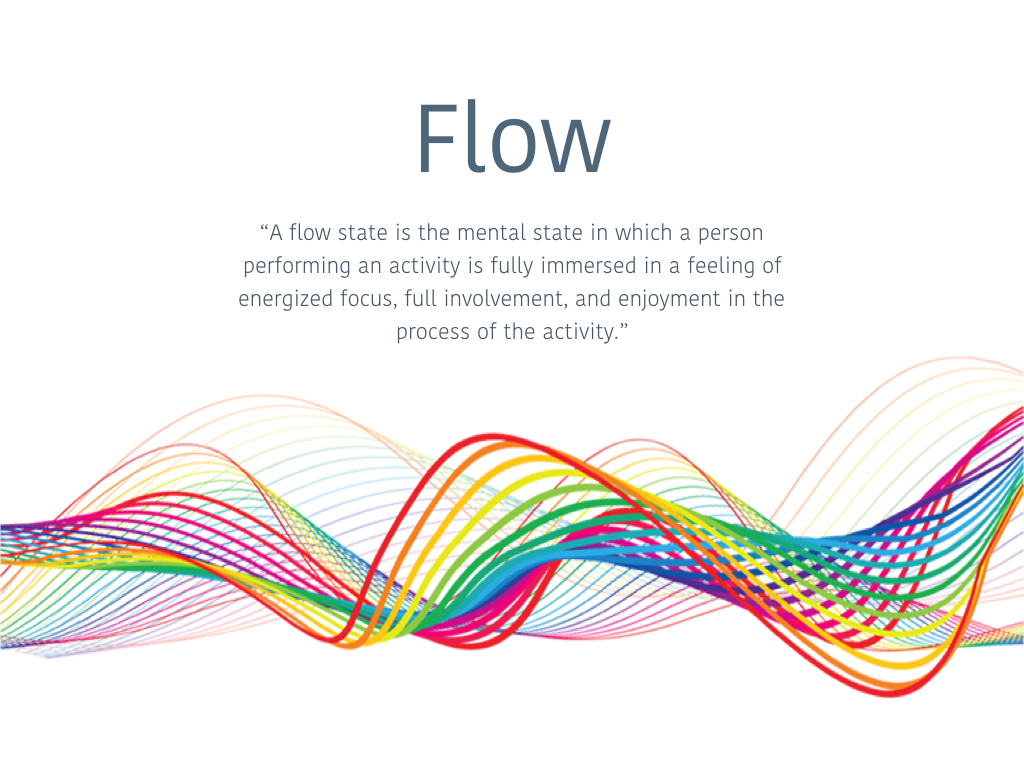 Flow
“A flow state is the mental state in which a person
performing an activity is fully immersed in a feeling of
energized focus, full involvement, and enjoyment in the
process of the activity.”